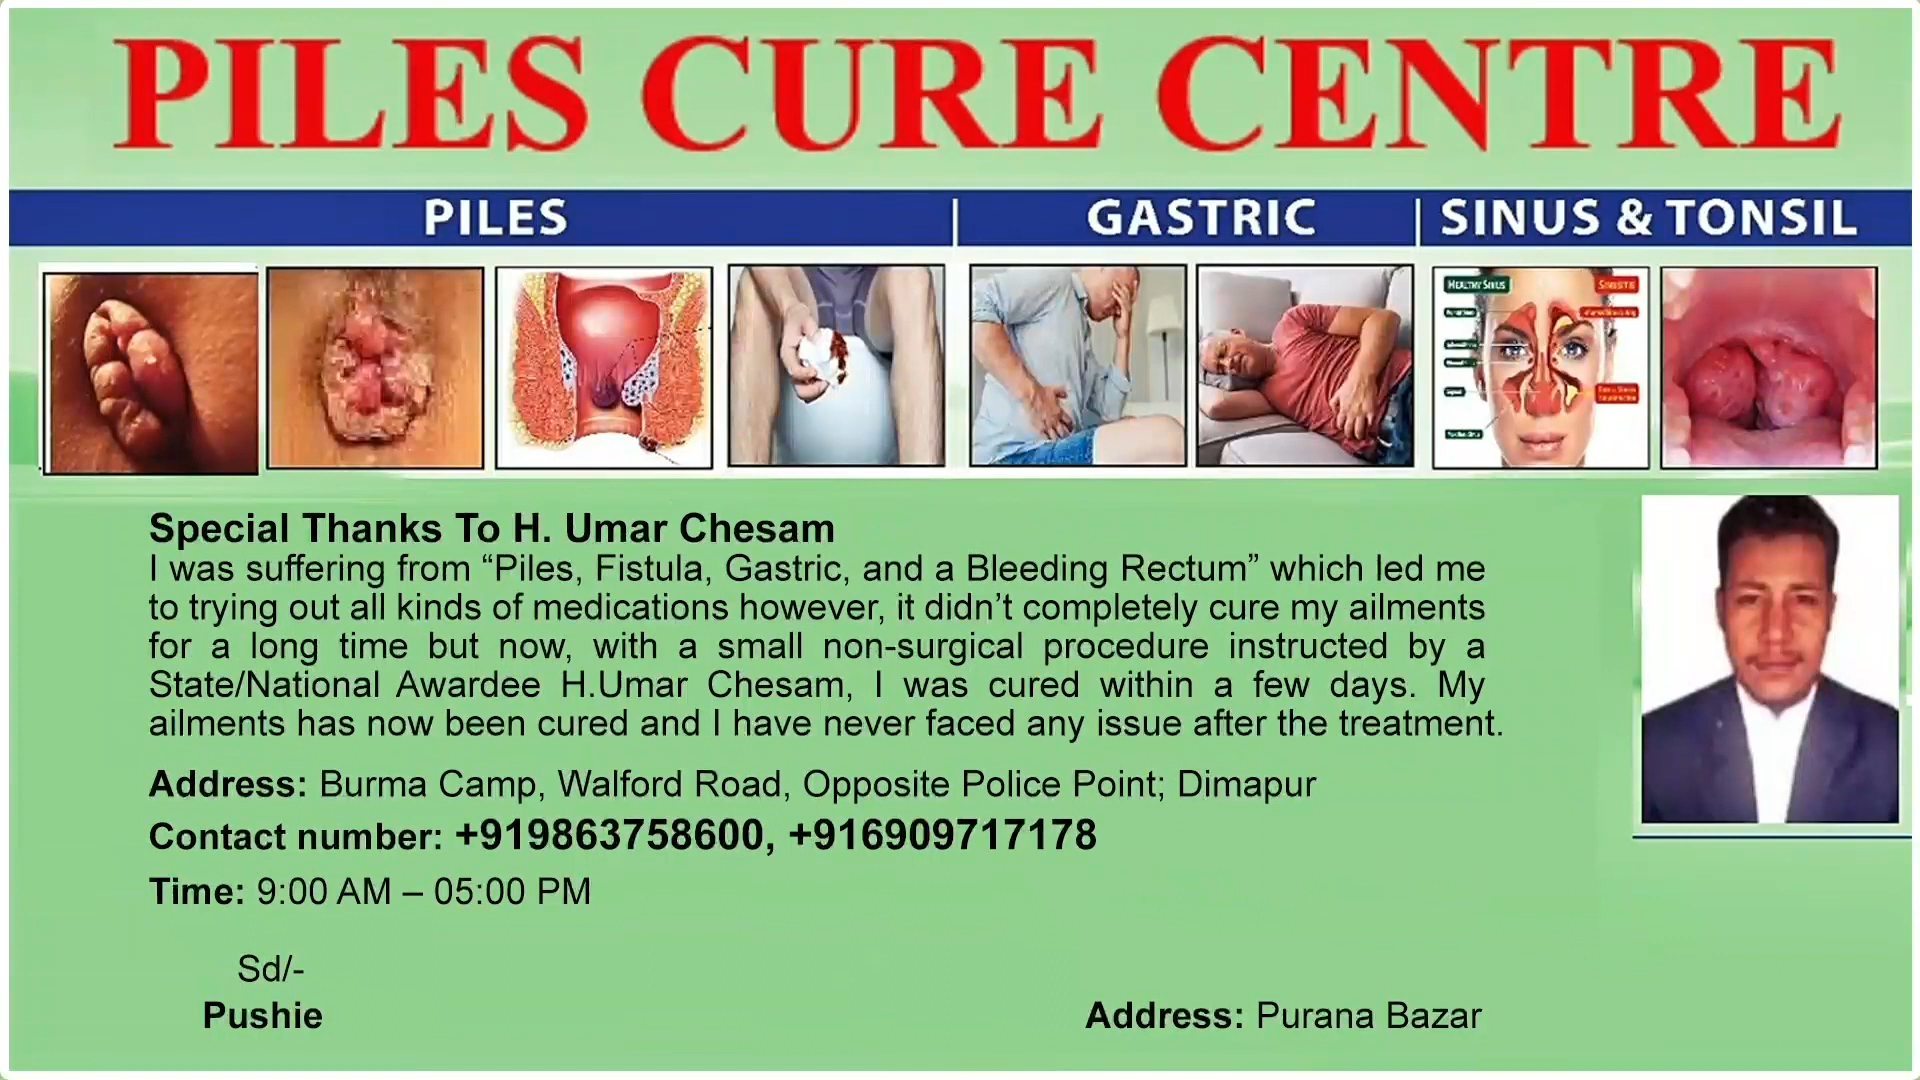 PILES CURE CENTRE
PILES | GASTRIC | SINUS & TONSIL
HEALTHY SINUS
SINUSITIS
Special Thanks To H. Umar Chesam
I was suffering from “Piles, Fistula, Gastric, and a Bleeding Rectum” which led me
to trying out all kinds of medications however, it didn’t completely cure my ailments
for a long time but now, with a small non-surgical procedure instructed by a
State/National Awardee H.Umar Chesam, I was cured within a few days. My
ailments has now been cured and I have never faced any issue after the treatment.
Address: Burma Camp, Walford Road, Opposite Police Point; Dimapur
Contact number: +919863758600, +916909717178
Time: 9:00 AM – 05:00 PM
Sd/-
Pushie
Address: Purana Bazar